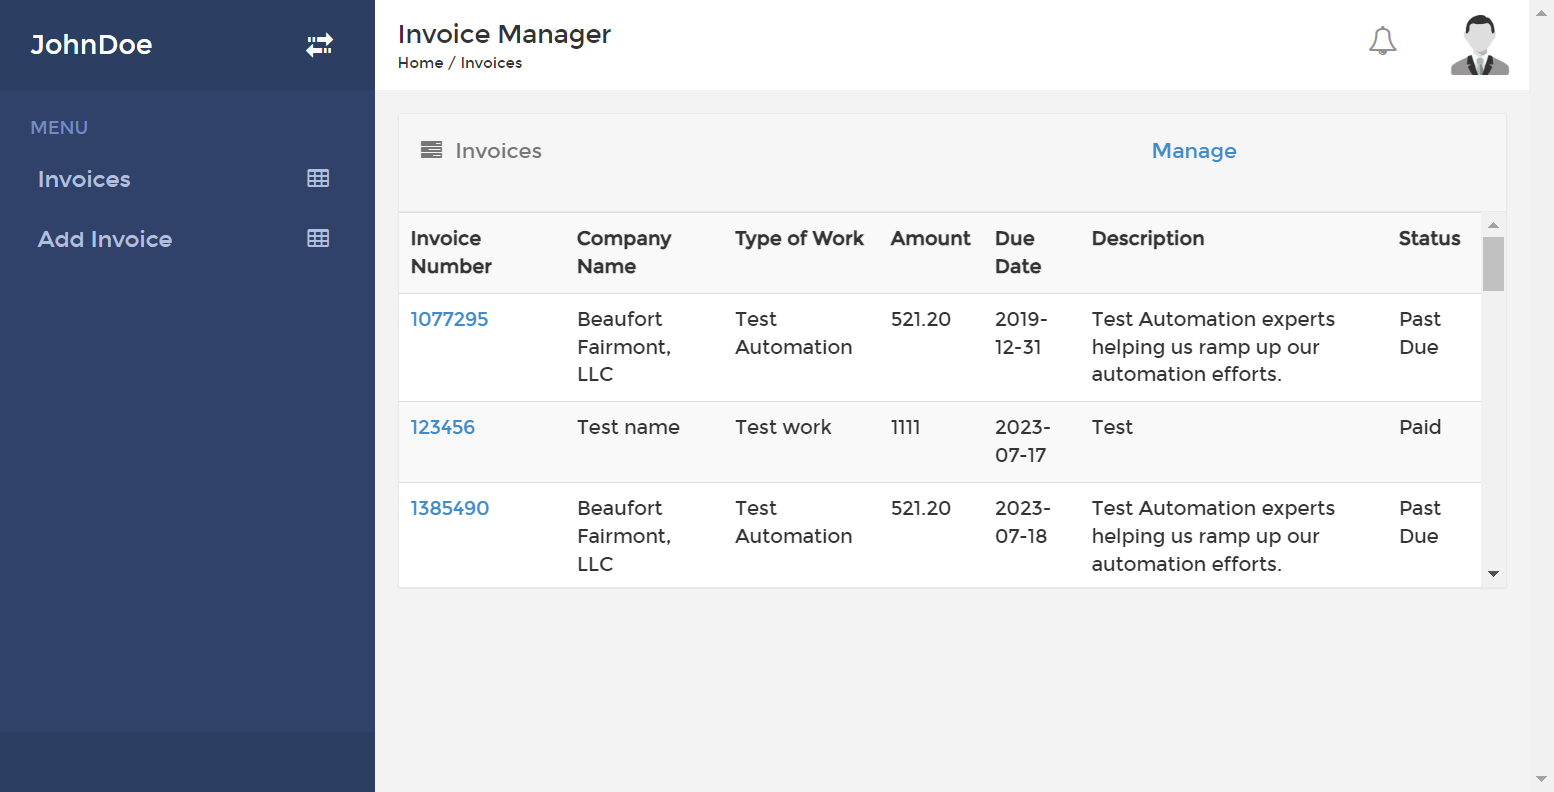 JohnDoe
MENU
Invoices
Add Invoice
Invoice Manager
Home / Invoices
Invoices
Manage
Invoice Number Company Name Type of Work Amount Due Date Description Status
1077295 Beaufort Fairmont, LLC Test Automation 521.20 2019-12-31 Test Automation experts helping us ramp up our automation efforts. Past Due
123456 Test name Test work 1111 2023-07-17 Test Paid
1385490 Beaufort Fairmont, LLC Test Automation 521.20 2023-07-18 Test Automation experts helping us ramp up our automation efforts. Past Due